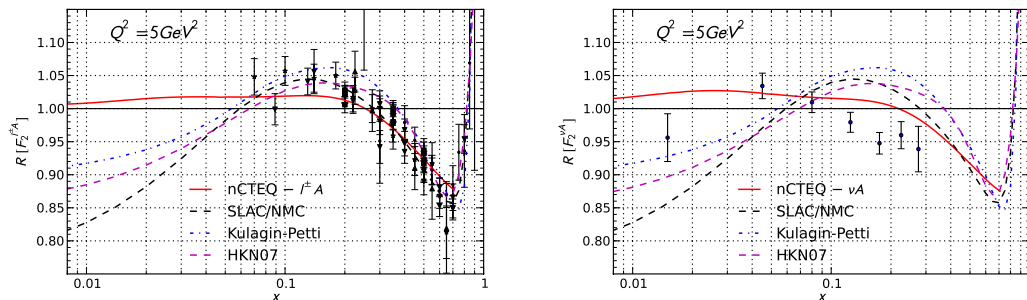 Q² = 5GeV²
R [F₂^{l±A}]
1.10
1.05
1.00
0.95
0.90
0.85
0.80
nCTEQ − l±A
SLAC/NMC
Kulagin-Petti
HKN07
0.01
0.1
1
x
Q² = 5GeV²
R [F₂^{νA}]
1.10
1.05
1.00
0.95
0.90
0.85
0.80
nCTEQ − νA
SLAC/NMC
Kulagin-Petti
HKN07
0.01
0.1
1
x